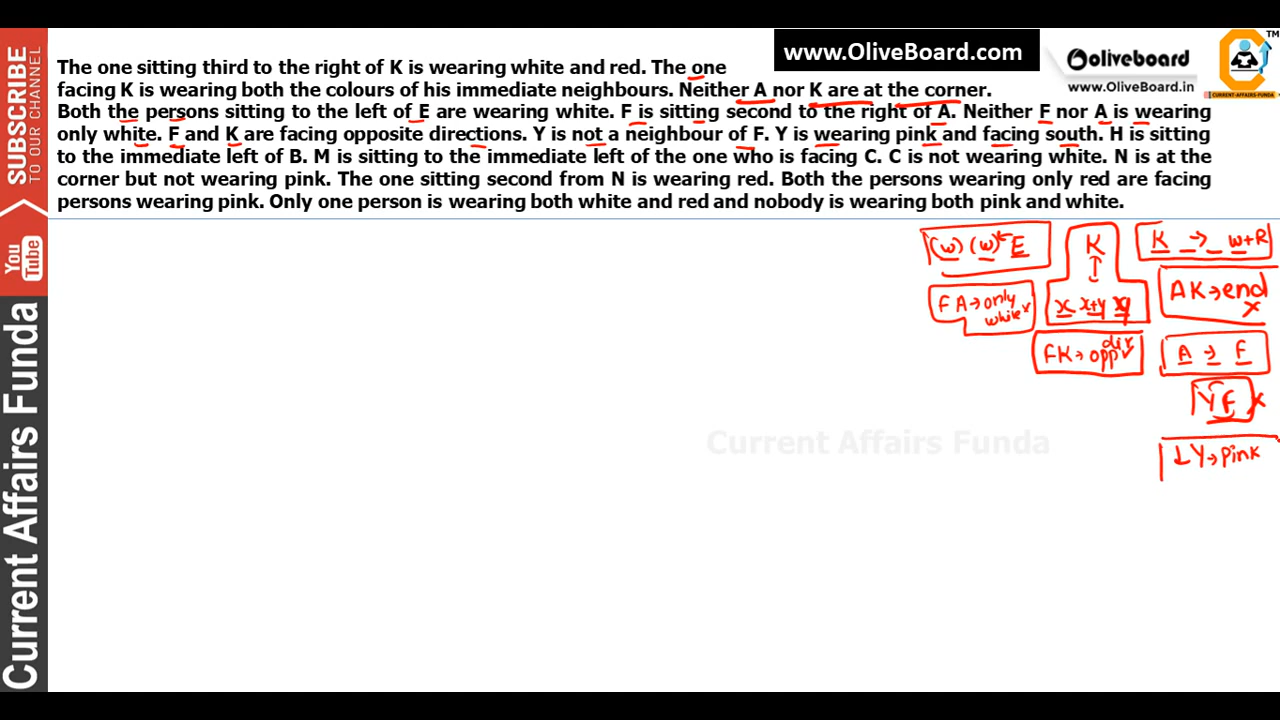 SUBSCRIBE
TO OUR CHANNEL
You
Tube
Current Affairs Funda
www.OliveBoard.com
oliveboard
www.OliveBoard.in
TM
CURRENT-AFFAIRS-FUNDA
The one sitting third to the right of K is wearing white and red. The one
facing K is wearing both the colours of his immediate neighbours. Neither A nor K are at the corner.
Both the persons sitting to the left of E are wearing white. F is sitting second to the right of A. Neither F nor A is wearing
only white. F and K are facing opposite directions. Y is not a neighbour of F. Y is wearing pink and facing south. H is sitting
to the immediate left of B. M is sitting to the immediate left of the one who is facing C. C is not wearing white. N is at the
corner but not wearing pink. The one sitting second from N is wearing red. Both the persons wearing only red are facing
persons wearing pink. Only one person is wearing both white and red and nobody is wearing both pink and white.
(W) (W) E
K
x x+y y
K → _ _ W+R
FA → only
white x
AK → end
x
FK → opp dir
A → F
Y F x
↓ Y → Pink
Current Affairs Funda